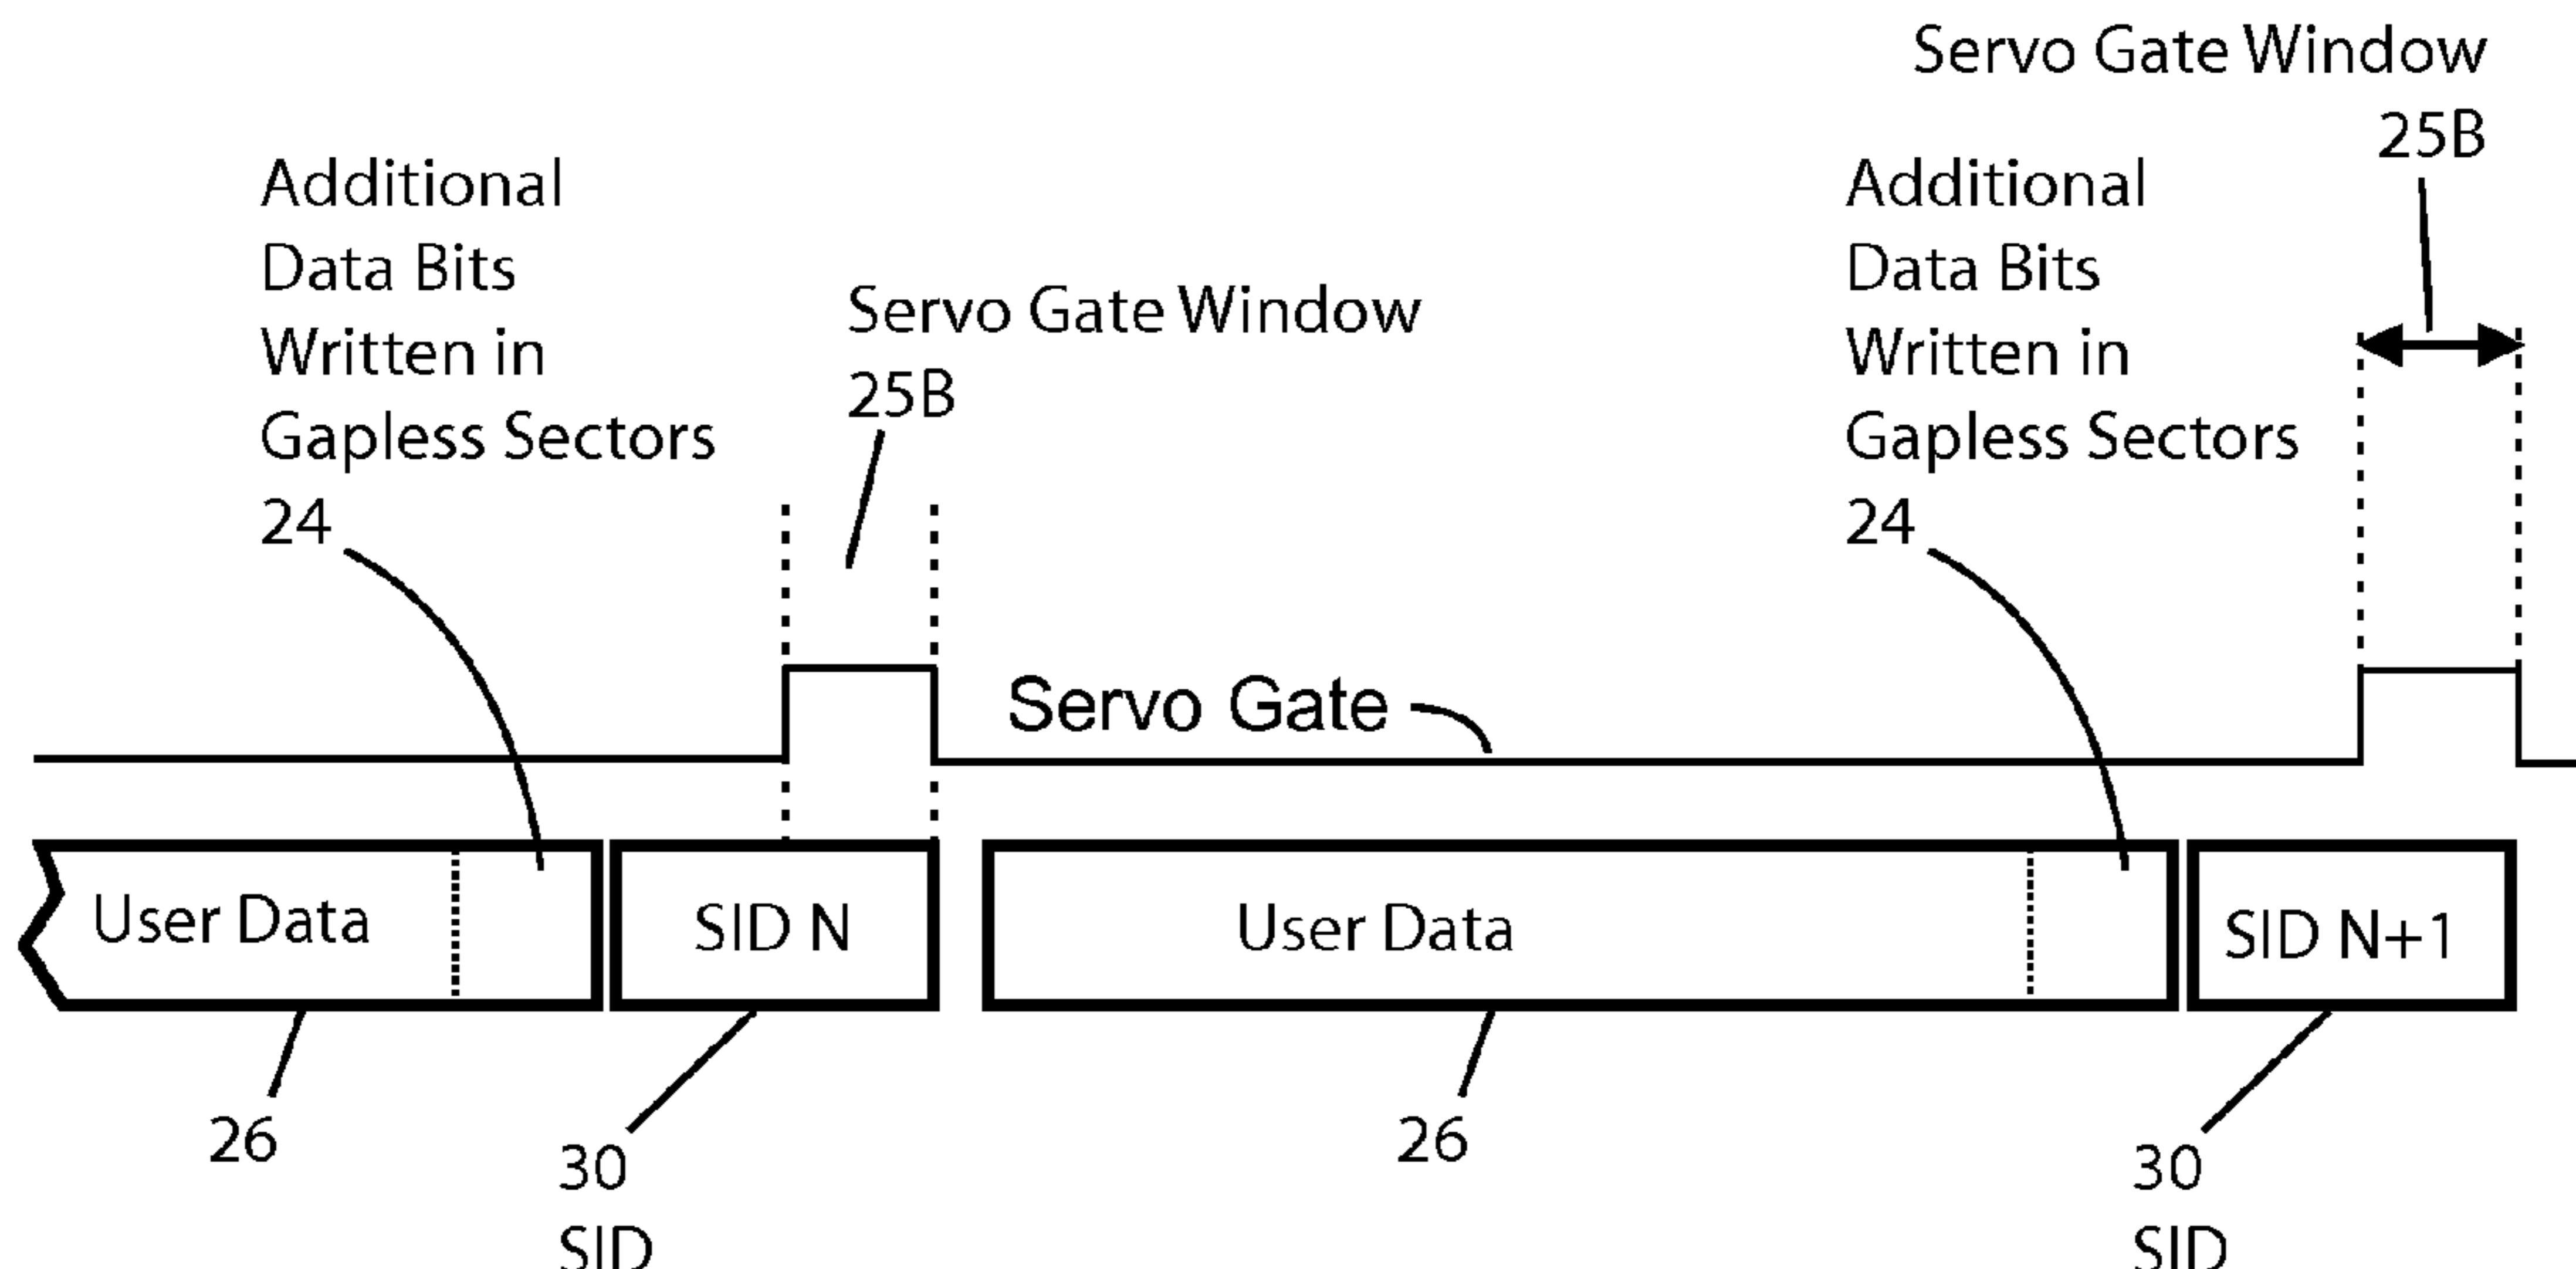 Servo Gate Window
25B
Additional
Data Bits
Written in
Gapless Sectors
24
Servo Gate Window
25B
Additional
Data Bits
Written in
Gapless Sectors
24
Servo Gate
User Data
SID N
User Data
SID N+1
26
30
SID
26
30
SID